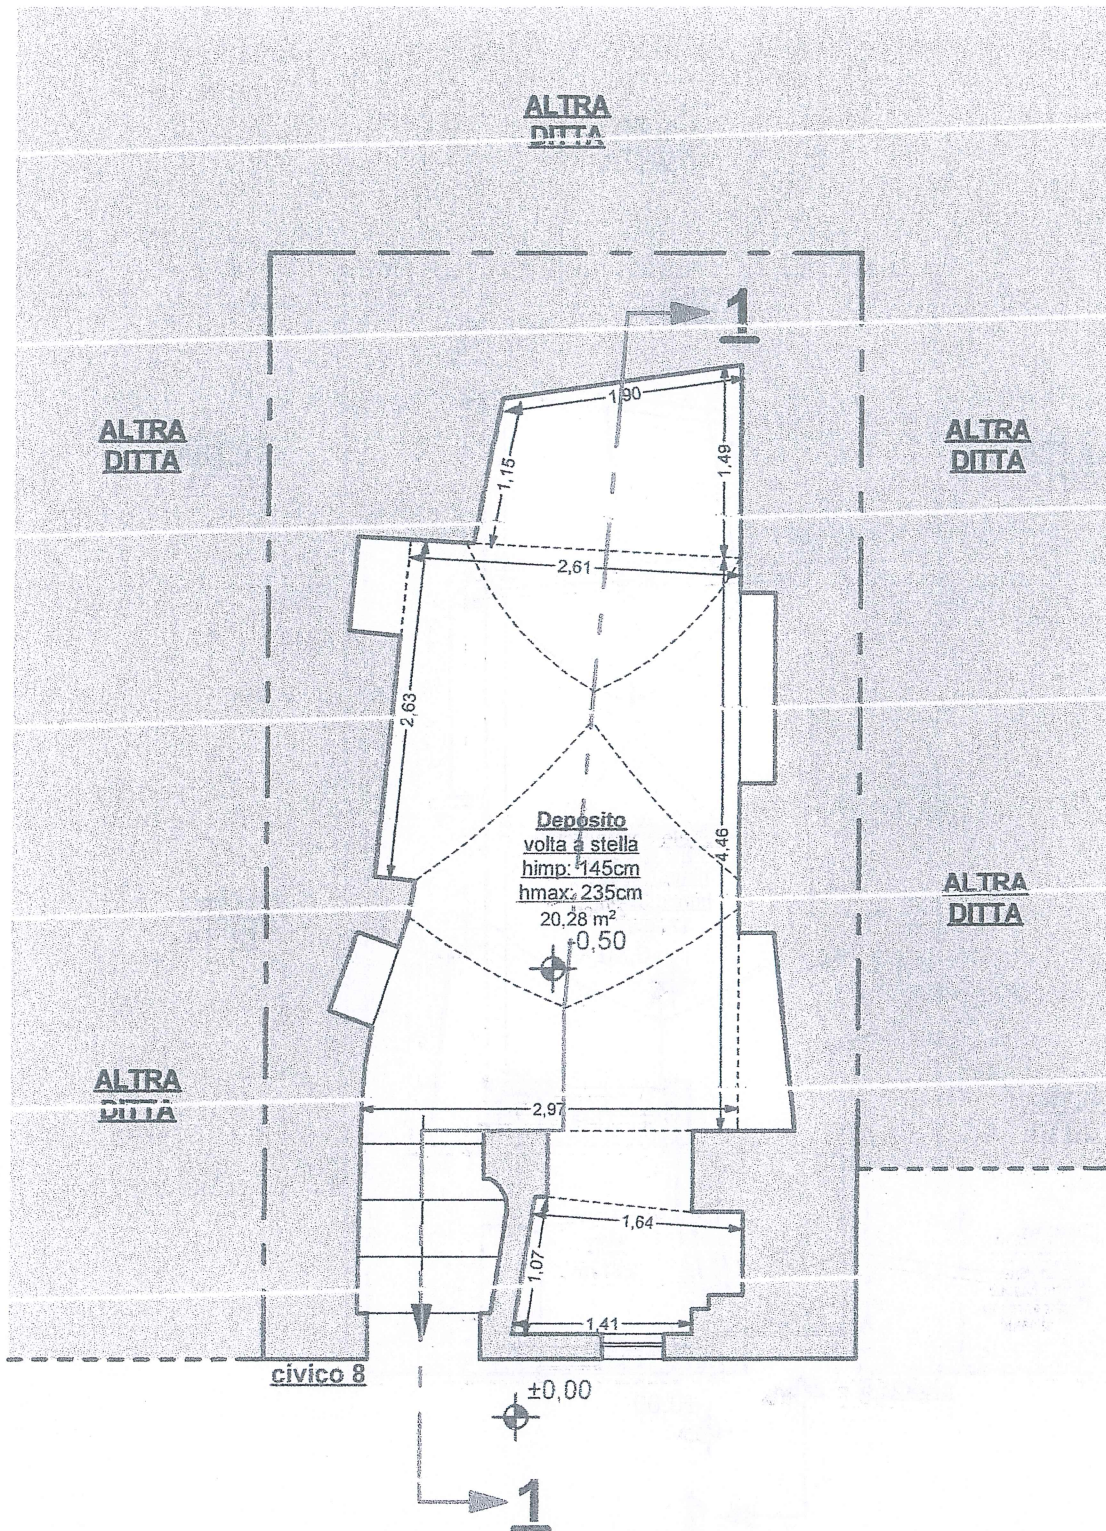 ALTRA
DITTA
1
1,90
ALTRA
DITTA
1,15
1,49
ALTRA
DITTA
2,61
2,63
Deposito
volta a stella
himp: 145cm
hmax: 235cm
20,28 m²
-0,50
4,46
ALTRA
DITTA
ALTRA
DITTA
2,97
1,64
1,07
1,41
civico 8
±0,00
1